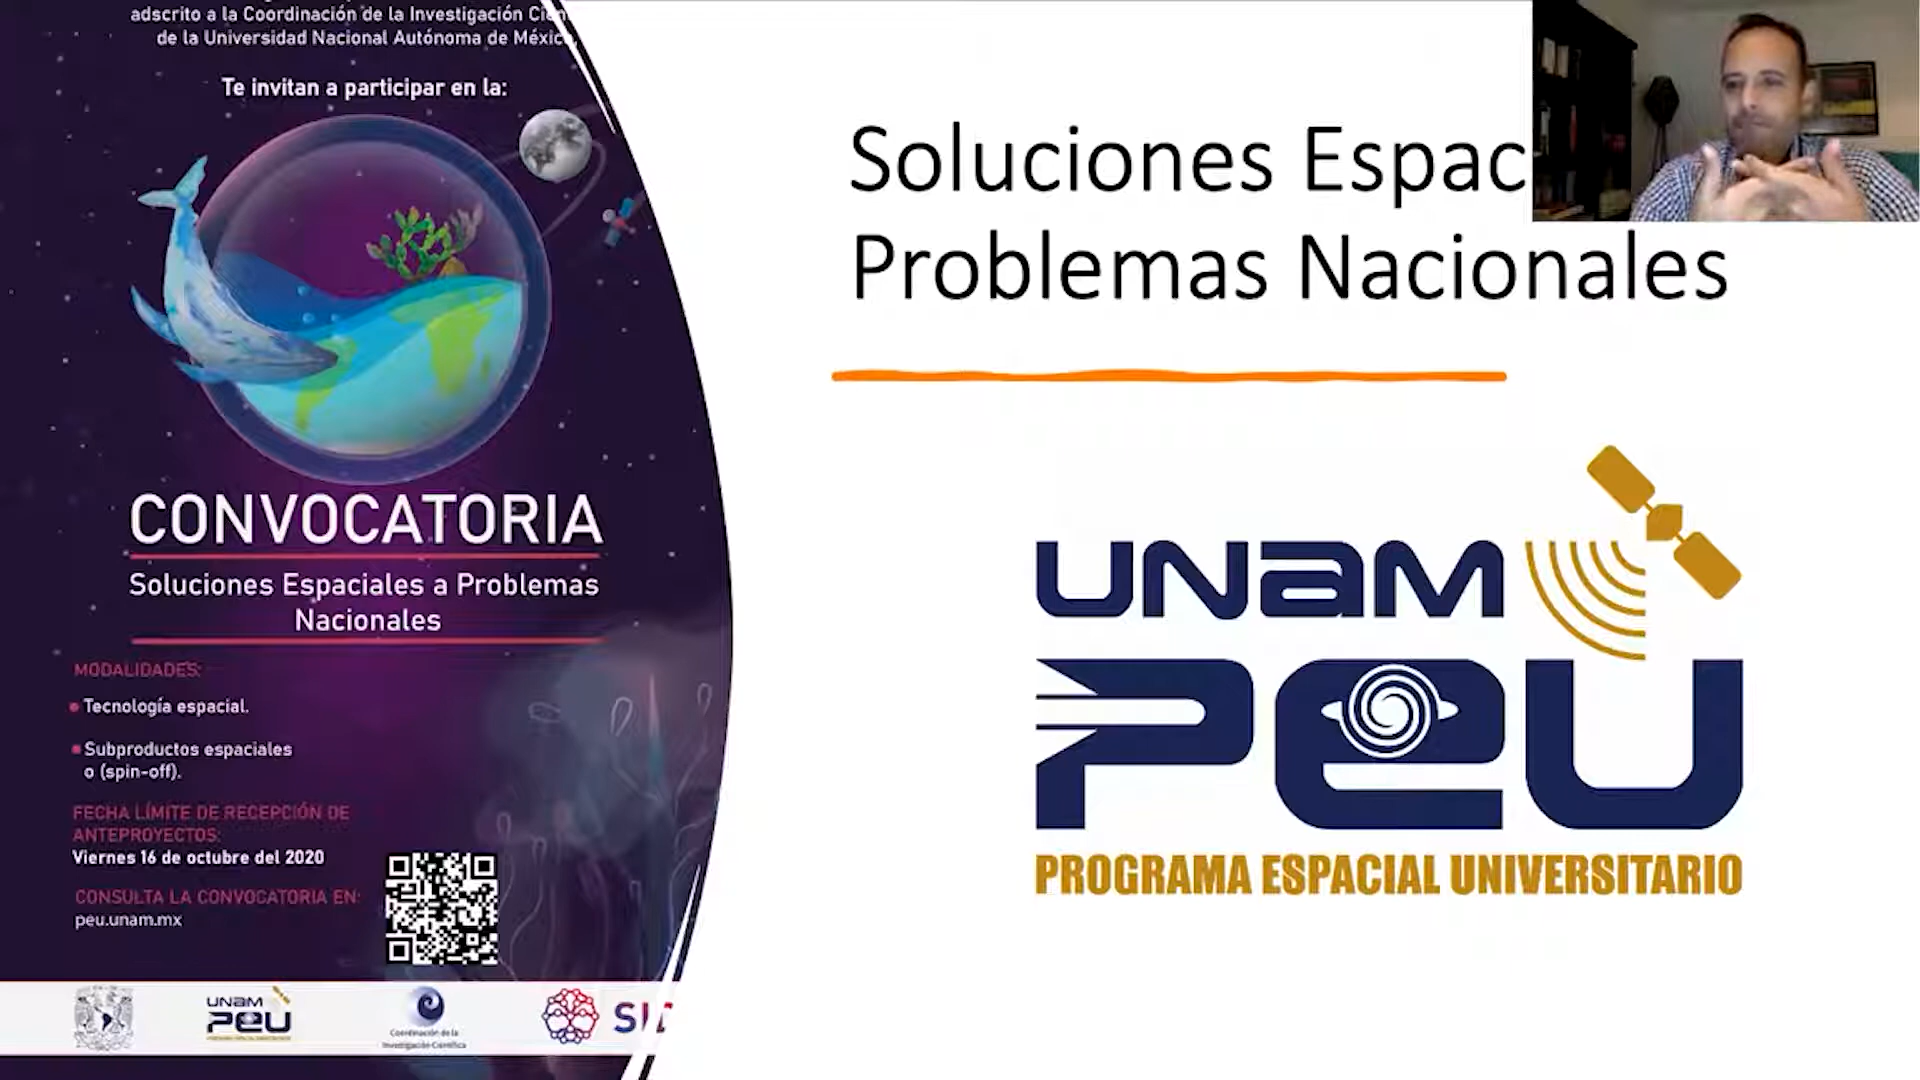 adscrito a la Coordinación de la Investigación
de la Universidad Nacional Autónoma de México
Te invitan a participar en la:
CONVOCATORIA
Soluciones Espaciales a Problemas
Nacionales
MODALIDADES:
Tecnología espacial.
Subproductos espaciales
o (spin-off).
FECHA LÍMITE DE RECEPCIÓN DE
ANTEPROYECTOS:
Viernes 16 de octubre del 2020
CONSULTA LA CONVOCATORIA EN:
peu.unam.mx
UNAM
PEU
PROGRAMA ESPACIAL UNIVERSITARIO
Coordinación de la
Investigación Científica
Soluciones Espac
Problemas Nacionales
UNAM
PEU
PROGRAMA ESPACIAL UNIVERSITARIO